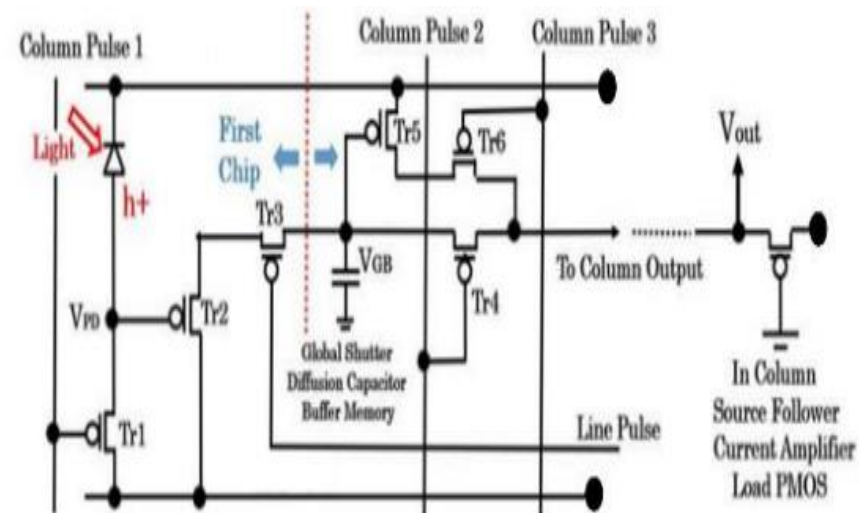 Column Pulse 1
Column Pulse 2
Column Pulse 3
Light
h+
First
Chip
Tr5
Tr6
Vout
Tr3
VGB
VPD
Tr2
Tr4
To Column Output
Global Shutter
Diffusion Capacitor
Buffer Memory
In Column
Source Follower
Current Amplifier
Load PMOS
Tr1
Line Pulse